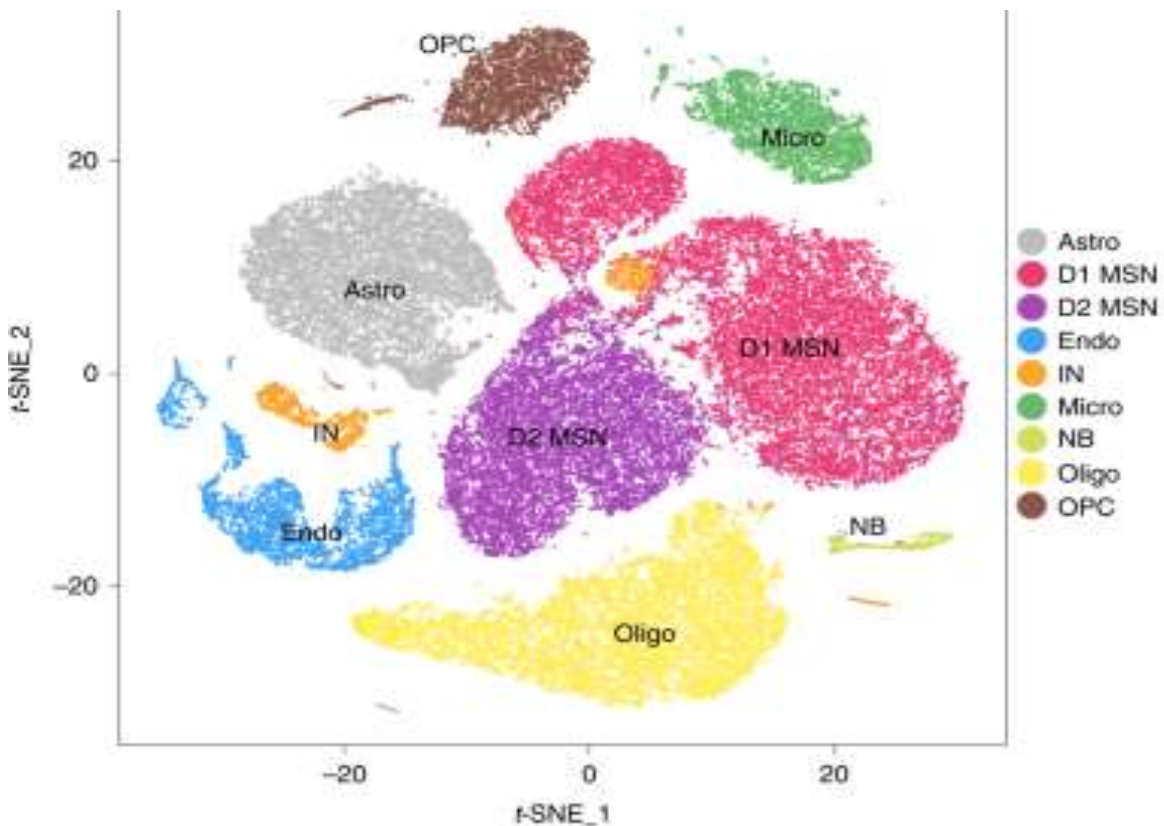 OPC
Micro
20
Astro
Astro
D1 MSN
D2 MSN
D1 MSN
Endo
0
IN
t-SNE_2
Micro
IN
D2 MSN
NB
Oligo
OPC
NB
Endo
–20
Oligo
–20
0
20
t-SNE_1